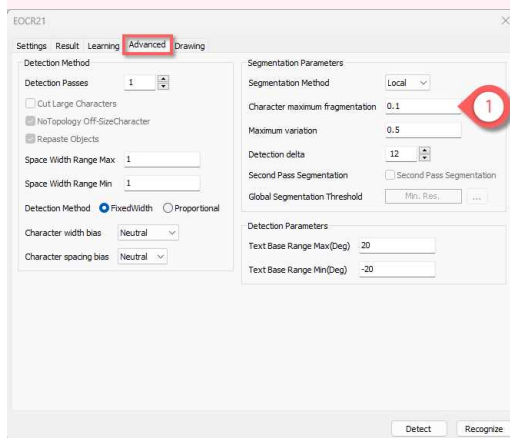 EOCR21
Settings Result Learning Advanced Drawing
Detection Method
Detection Passes 1
Cut Large Characters
NoTopology Off-SizeCharacter
Repaste Objects
Space Width Range Max 1
Space Width Range Min 1
Detection Method FixedWidth Proportional
Character width bias Neutral
Character spacing bias Neutral
Segmentation Parameters
Segmentation Method Local
Character maximum fragmentation 0.1 1
Maximum variation 0.5
Detection delta 12
Second Pass Segmentation Second Pass Segmentation
Global Segmentation Threshold Min. Res. ...
Detection Parameters
Text Base Range Max(Deg) 20
Text Base Range Min(Deg) -20
Detect Recognize